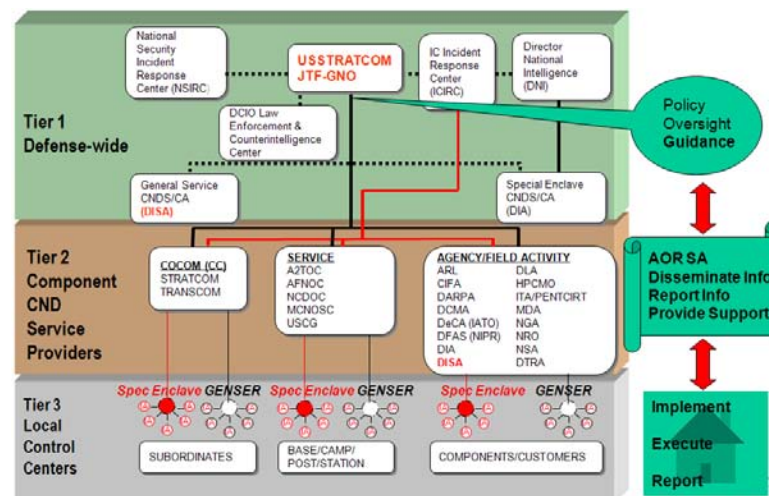 National
Security
Incident
Response
Center (NSIRC)
USSTRATCOM
JTF-GNO
IC Incident
Response
Center
(ICIRC)
Director
National
Intelligence
(DNI)
DCIO Law
Enforcement &
Counterintelligence
Center
Tier 1
Defense-wide
General Service
CNDS/CA
(DISA)
Special Enclave
CNDS/CA
(DIA)
Policy
Oversight
Guidance
Tier 2
Component
CND
Service
Providers
COCOM (CC)
STRATCOM
TRANSCOM
SERVICE
A2TOC
AFNOC
NCDOC
MCNOSC
USCG
AGENCY/FIELD ACTIVITY
ARL
CIFA
DARPA
DCMA
DeCA (IATO)
DFAS (NIPR)
DIA
DISA
DLA
HPCMO
ITA/PENTCIRT
MDA
NGA
NRO
NSA
DTRA
AOR SA
Disseminate Info
Report Info
Provide Support
Tier 3
Local
Control
Centers
Spec Enclave GENSER
Spec Enclave GENSER
Spec Enclave GENSER
SUBORDINATES
BASE/CAMP/
POST/STATION
COMPONENTS/CUSTOMERS
Implement
Execute
Report